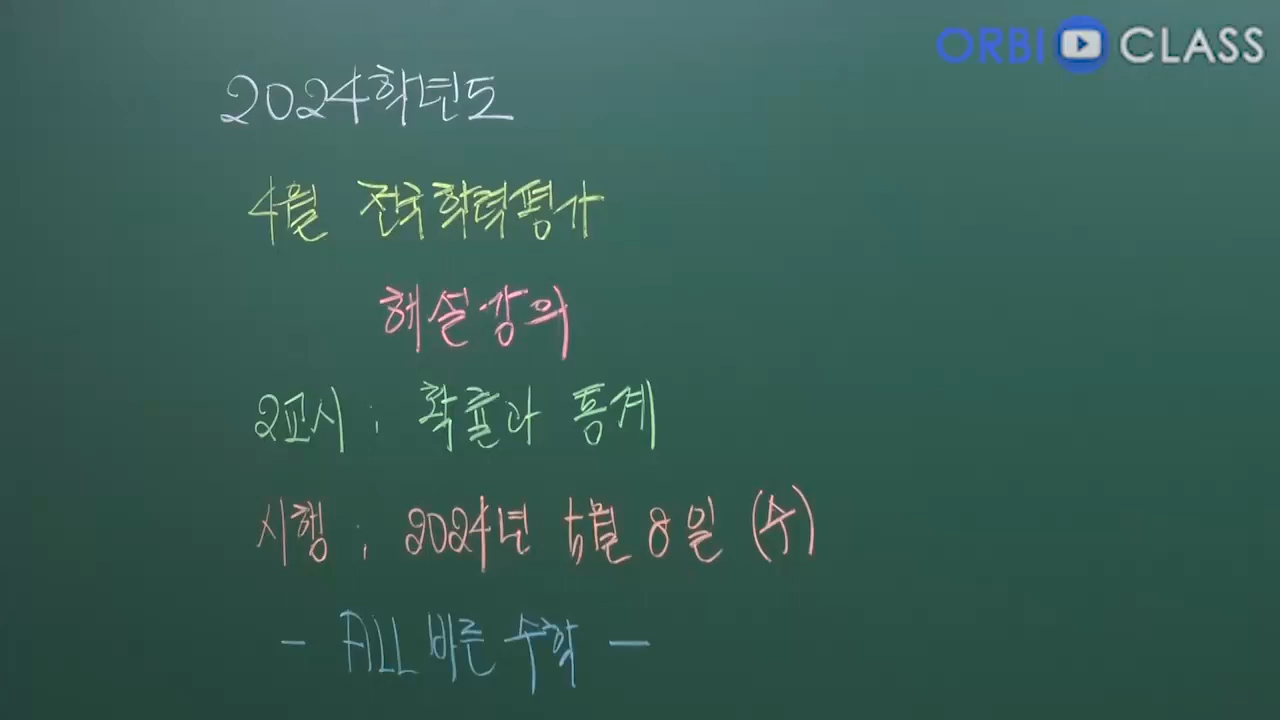 ORBI CLASS
2024학년도
4월 전국학력평가
해설강의
2교시 : 확률과 통계
시행 : 2024년 5월 8일 (수)
- ALL 바른 수학 -